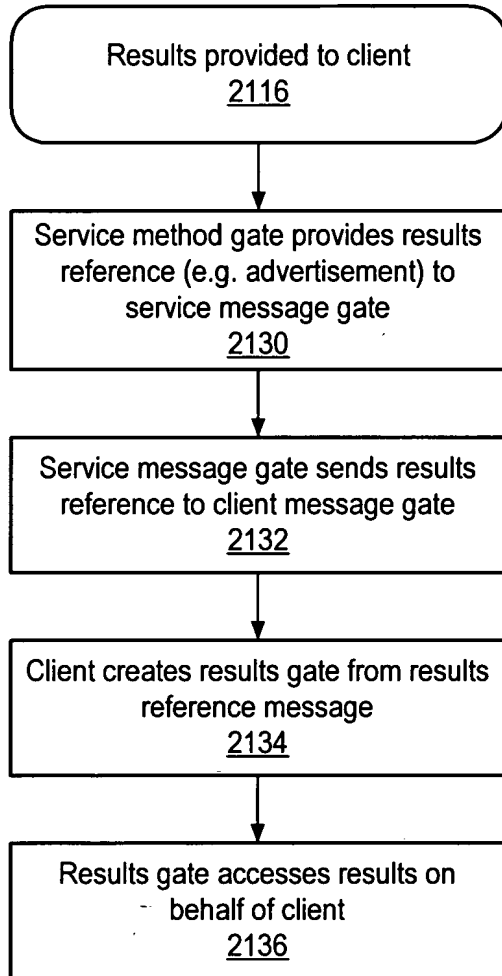 Results provided to client
2116
Service method gate provides results
reference (e.g. advertisement) to
service message gate
2130
Service message gate sends results
reference to client message gate
2132
Client creates results gate from results
reference message
2134
Results gate accesses results on
behalf of client
2136